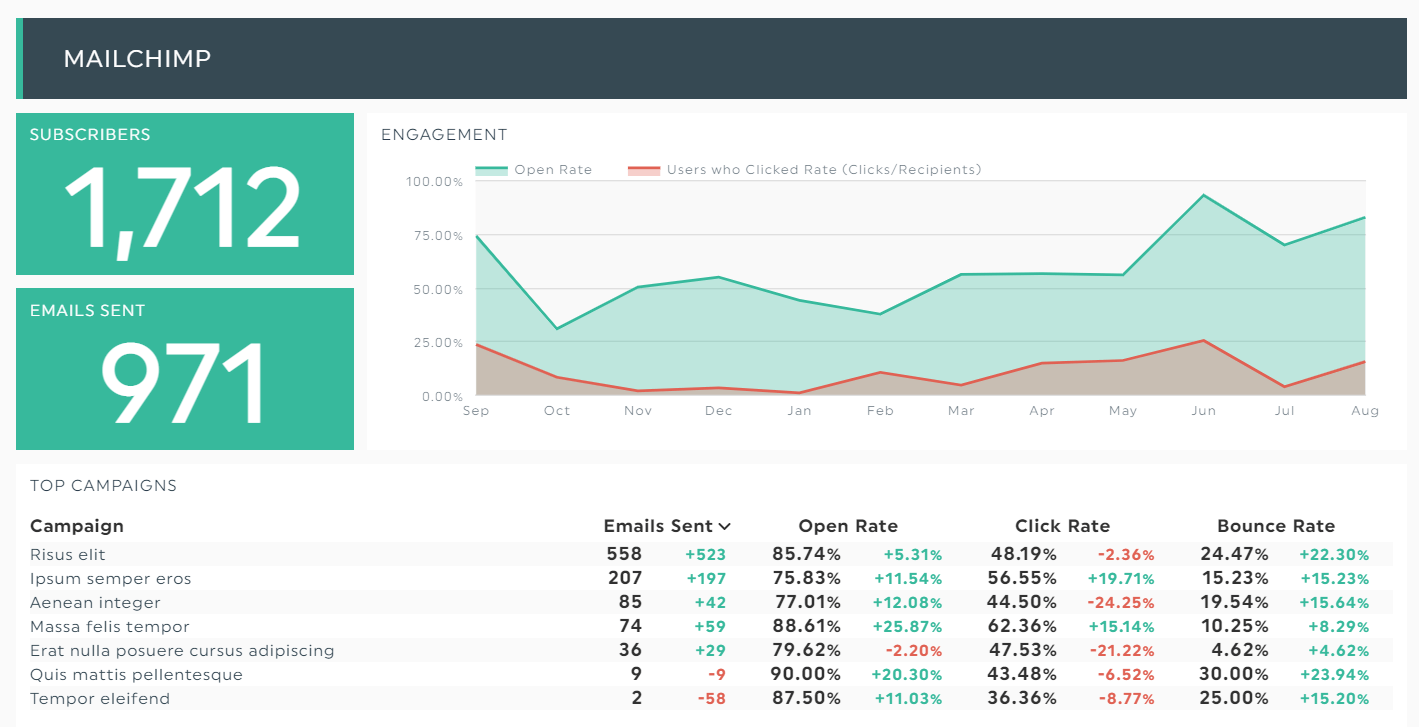 MAILCHIMP
SUBSCRIBERS
1,712
EMAILS SENT
971
ENGAGEMENT
Open Rate Users who Clicked Rate (Clicks/Recipients)
100.00%
75.00%
50.00%
25.00%
0.00%
Sep Oct Nov Dec Jan Feb Mar Apr May Jun Jul Aug
TOP CAMPAIGNS
Campaign Emails Sent Open Rate Click Rate Bounce Rate
Risus elit 558 +523 85.74% +5.31% 48.19% -2.36% 24.47% +22.30%
Ipsum semper eros 207 +197 75.83% +11.54% 56.55% +19.71% 15.23% +15.23%
Aenean integer 85 +42 77.01% +12.08% 44.50% -24.25% 19.54% +15.64%
Massa felis tempor 74 +59 88.61% +25.87% 62.36% +15.14% 10.25% +8.29%
Erat nulla posuere cursus adipiscing 36 +29 79.62% -2.20% 47.53% -21.22% 4.62% +4.62%
Quis mattis pellentesque 9 -9 90.00% +20.30% 43.48% -6.52% 30.00% +23.94%
Tempor eleifend 2 -58 87.50% +11.03% 36.36% -8.77% 25.00% +15.20%